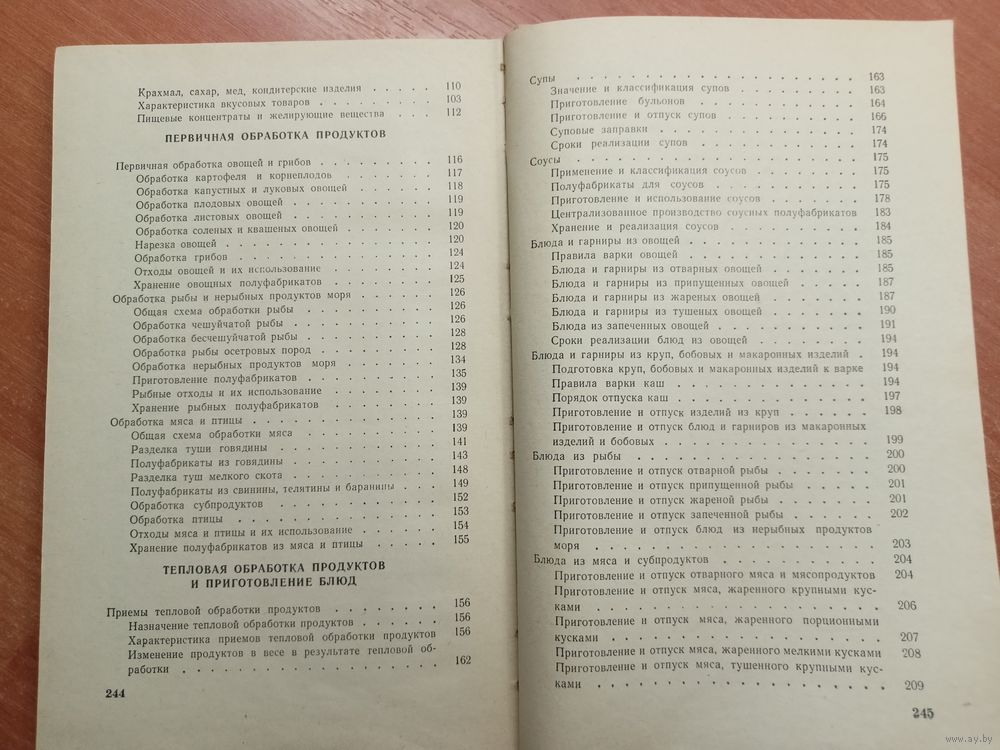 Крахмал, сахар, мед, кондитерские изделия . . . . . 110
Характеристика вкусовых товаров . . . . . . . . 103
Пищевые концентраты и желирующие вещества . . . 112
ПЕРВИЧНАЯ ОБРАБОТКА ПРОДУКТОВ
Первичная обработка овощей и грибов . . . . . . . . 116
Обработка картофеля и корнеплодов . . . . . . . 117
Обработка капустных и луковых овощей . . . . . . 118
Обработка плодовых овощей . . . . . . . . . . 119
Обработка листовых овощей . . . . . . . . . . 119
Обработка соленых и квашеных овощей . . . . . . 120
Нарезка овощей . . . . . . . . . . . . . . 120
Обработка грибов . . . . . . . . . . . . . 124
Отходы овощей и их использование . . . . . . . 124
Хранение овощных полуфабрикатов . . . . . . . 125
Обработка рыбы и нерыбных продуктов моря . . . . . . 126
Общая схема обработки рыбы . . . . . . . . . 126
Обработка чешуйчатой рыбы . . . . . . . . . . 126
Обработка бесчешуйчатой рыбы . . . . . . . . . 128
Обработка рыбы осетровых пород . . . . . . . . 128
Обработка нерыбных продуктов моря . . . . . . . 134
Приготовление полуфабрикатов . . . . . . . . . 135
Рыбные отходы и их использование . . . . . . . 139
Хранение рыбных полуфабрикатов . . . . . . . . 139
Обработка мяса и птицы . . . . . . . . . . . . 139
Общая схема обработки мяса . . . . . . . . . 139
Разделка туши говядины . . . . . . . . . . . 141
Полуфабрикаты из говядины . . . . . . . . . . 143
Разделка туш мелкого скота . . . . . . . . . . 148
Полуфабрикаты из свинины, телятины и баранины . . . 149
Обработка субпродуктов . . . . . . . . . . . 152
Обработка птицы . . . . . . . . . . . . . 153
Отходы мяса и птицы и их использование . . . . . . 154
Хранение полуфабрикатов из мяса и птицы . . . . . 155
ТЕПЛОВАЯ ОБРАБОТКА ПРОДУКТОВ
И ПРИГОТОВЛЕНИЕ БЛЮД
Приемы тепловой обработки продуктов . . . . . . . . 156
Назначение тепловой обработки продуктов . . . . . . 156
Характеристика приемов тепловой обработки продуктов 156
Изменение продуктов в весе в результате тепловой об-
работки . . . . . . . . . . . . . . . . . 162
244
Супы . . . . . . . . . . . . . . . . . . . 163
Значение и классификация супов . . . . . . . . . 163
Приготовление бульонов . . . . . . . . . . . 164
Приготовление и отпуск супов . . . . . . . . . 166
Суповые заправки . . . . . . . . . . . . . 174
Сроки реализации супов . . . . . . . . . . . 174
Соусы . . . . . . . . . . . . . . . . . . . 175
Применение и классификация соусов . . . . . . . 175
Полуфабрикаты для соусов . . . . . . . . . . 175
Приготовление и использование соусов . . . . . . . 178
Централизованное производство соусных полуфабрикатов 183
Хранение и реализация соусов . . . . . . . . . 184
Блюда и гарниры из овощей . . . . . . . . . . . 185
Правила варки овощей . . . . . . . . . . . . 185
Блюда и гарниры из отварных овощей . . . . . . . 185
Блюда и гарниры из припущенных овощей . . . . . 187
Блюда и гарниры из жареных овощей . . . . . . . 187
Блюда и гарниры из тушеных овощей . . . . . . . 190
Блюда из запеченных овощей . . . . . . . . . . 191
Сроки реализации блюд из овощей . . . . . . . . 194
Блюда и гарниры из круп, бобовых и макаронных изделий . 194
Подготовка круп, бобовых и макаронных изделий к варке 194
Правила варки каш . . . . . . . . . . . . . 194
Порядок отпуска каш . . . . . . . . . . . . . 197
Приготовление и отпуск изделий из круп . . . . . . 198
Приготовление и отпуск блюд и гарниров из макаронных
изделий и бобовых . . . . . . . . . . . . . 199
Блюда из рыбы . . . . . . . . . . . . . . . . 200
Приготовление и отпуск отварной рыбы . . . . . . . 200
Приготовление и отпуск припущенной рыбы . . . . . 201
Приготовление и отпуск жареной рыбы . . . . . . . 201
Приготовление и отпуск запеченной рыбы . . . . . . 202
Приготовление и отпуск блюд из нерыбных продуктов
моря . . . . . . . . . . . . . . . . . . 203
Блюда из мяса и субпродуктов . . . . . . . . . . 204
Приготовление и отпуск отварного мяса и мясопродуктов 204
Приготовление и отпуск мяса, жаренного крупными кус-
ками . . . . . . . . . . . . . . . . . . 206
Приготовление и отпуск мяса, жаренного порционными
кусками . . . . . . . . . . . . . . . . . 207
Приготовление и отпуск мяса, жаренного мелкими кусками 208
Приготовление и отпуск мяса, тушенного крупными кус-
ками . . . . . . . . . . . . . . . . . . 209
245
www.ay.by